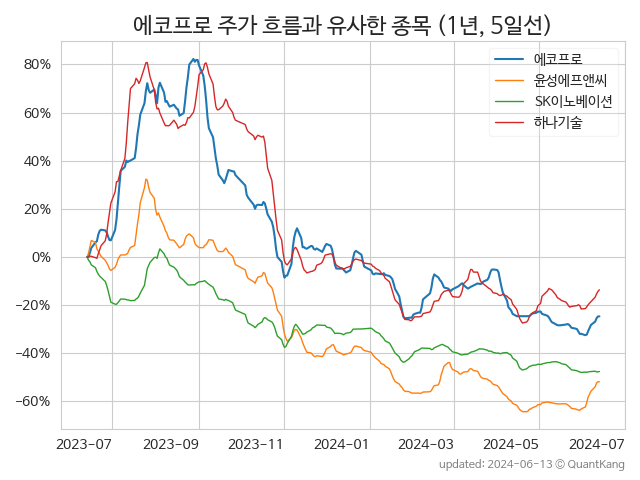 에코프로 주가 흐름과 유사한 종목 (1년, 5일선)
에코프로
윤성에프앤씨
SK이노베이션
하나기술
80%
60%
40%
20%
0%
−20%
−40%
−60%
2023-07 2023-09 2023-11 2024-01 2024-03 2024-05 2024-07
updated: 2024-06-13 © QuantKang